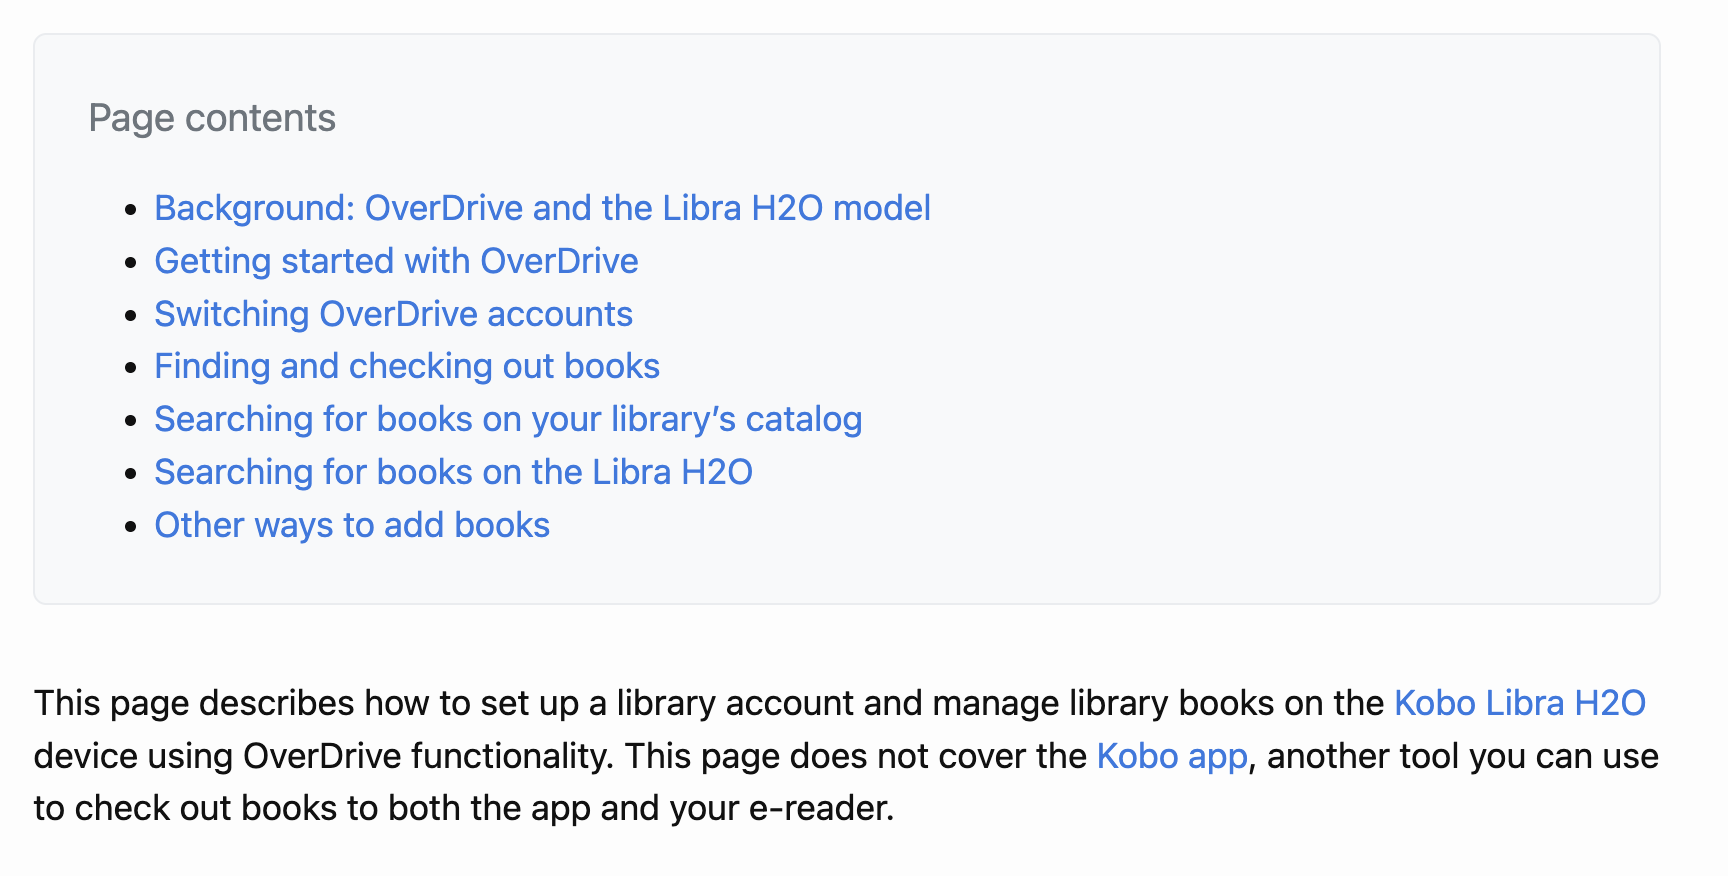 Page contents
Background: OverDrive and the Libra H2O model
Getting started with OverDrive
Switching OverDrive accounts
Finding and checking out books
Searching for books on your library’s catalog
Searching for books on the Libra H2O
Other ways to add books
This page describes how to set up a library account and manage library books on the Kobo Libra H2O
device using OverDrive functionality. This page does not cover the Kobo app, another tool you can use
to check out books to both the app and your e-reader.